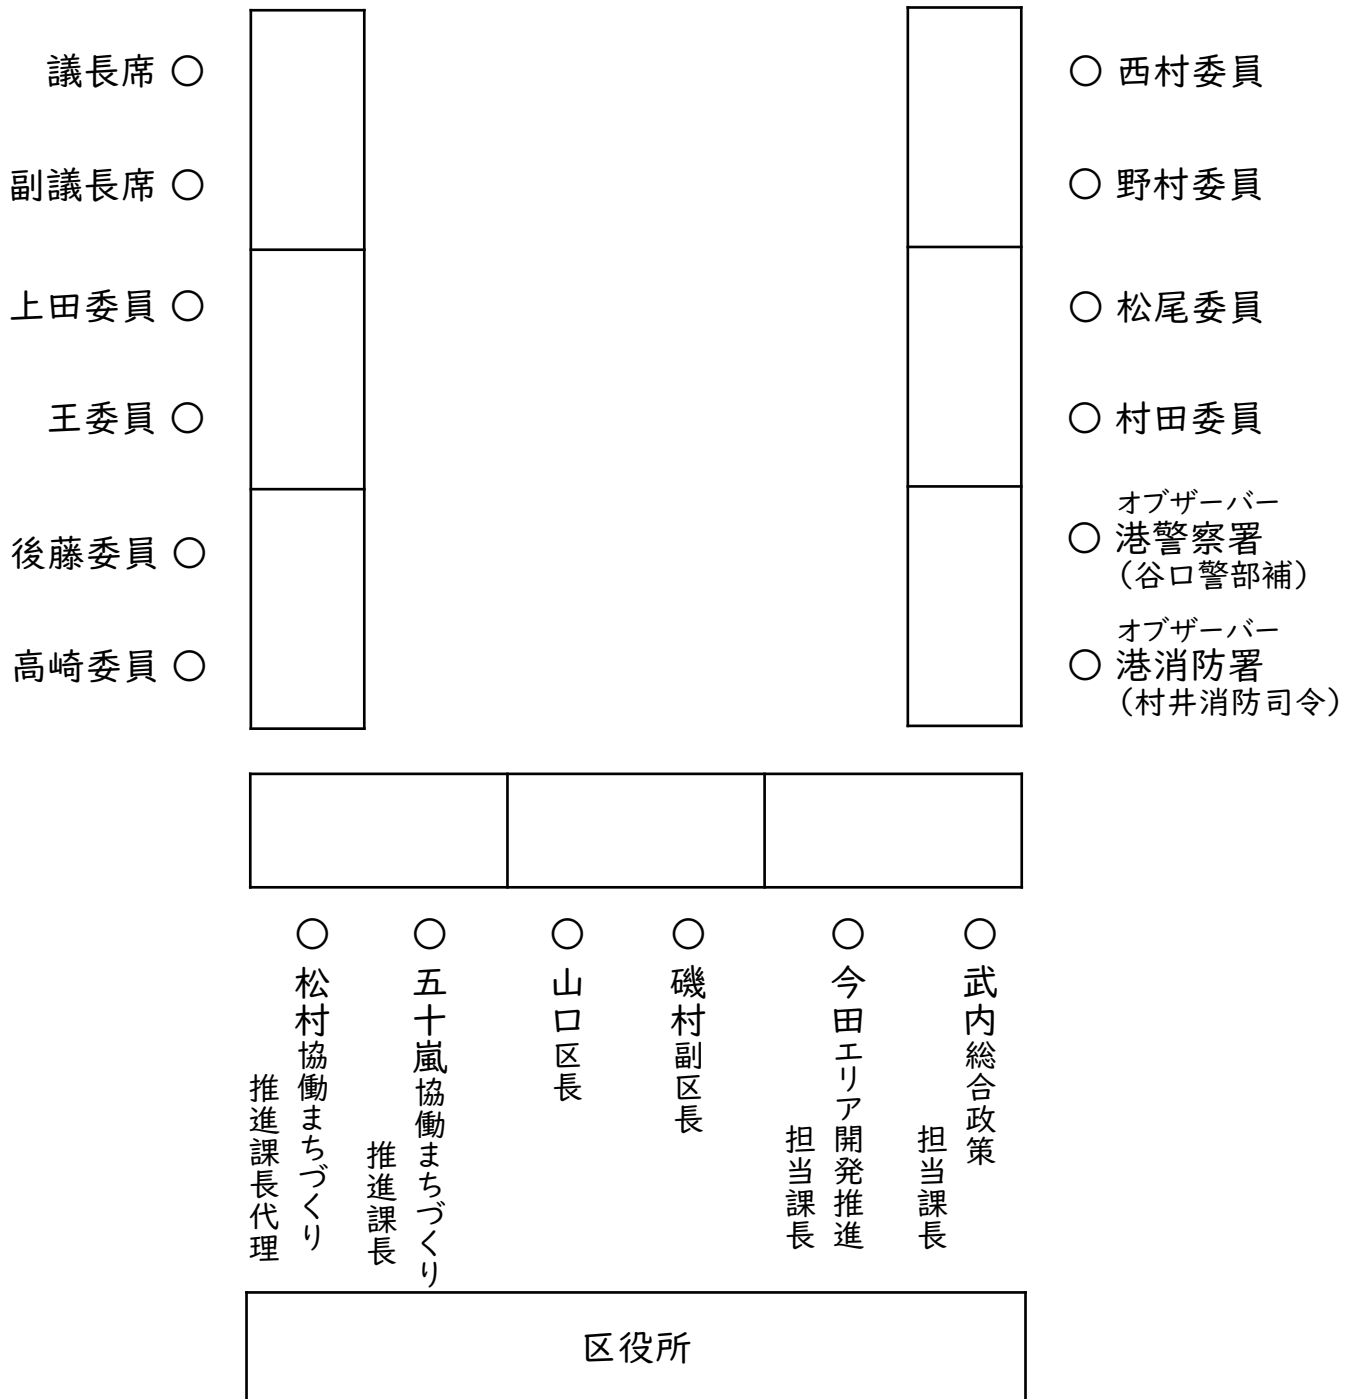 議長席 ○
副議長席 ○
上田委員 ○
王委員 ○
後藤委員 ○
高崎委員 ○
○ 西村委員
○ 野村委員
○ 松尾委員
○ 村田委員
オブザーバー
○ 港警察署
（谷口警部補）
オブザーバー
○ 港消防署
（村井消防司令）
○ 松村協働まちづくり
推進課長代理
○ 五十嵐協働まちづくり
推進課長
○ 山口区長
○ 磯村副区長
○ 今田エリア開発推進
担当課長
○ 武内総合政策
担当課長
区役所